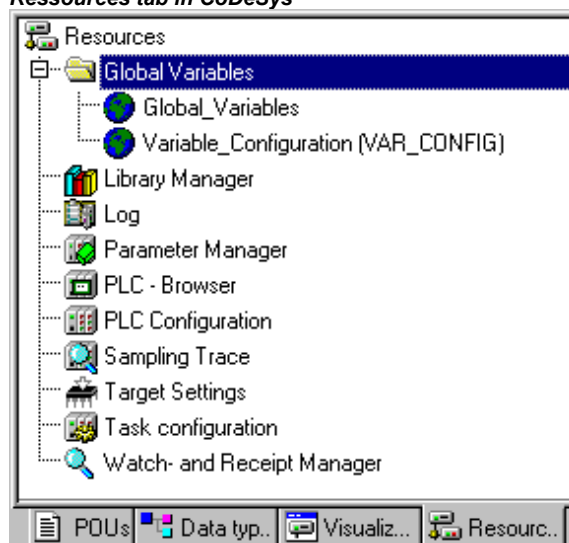 Ressources tab in CoDeSys
Resources
Global Variables
Global_Variables
Variable_Configuration (VAR_CONFIG)
Library Manager
Log
Parameter Manager
PLC - Browser
PLC Configuration
Sampling Trace
Target Settings
Task configuration
Watch- and Receipt Manager
POUs Data typ.. Visualiz... Resourc..